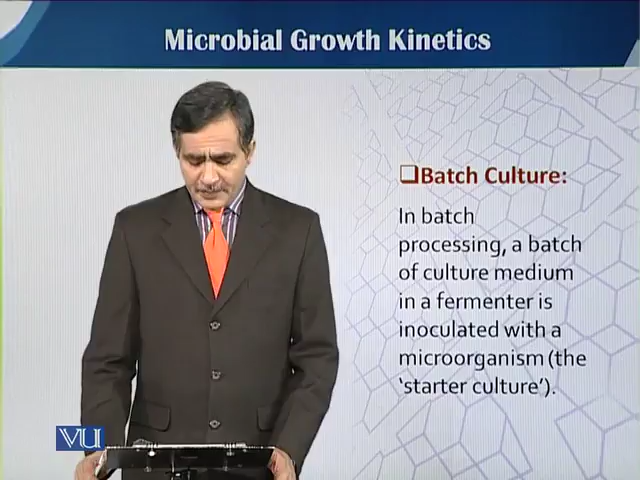 Microbial Growth Kinetics
❑Batch Culture:
In batch
processing, a batch
of culture medium
in a fermenter is
inoculated with a
microorganism (the
‘starter culture’).
VU